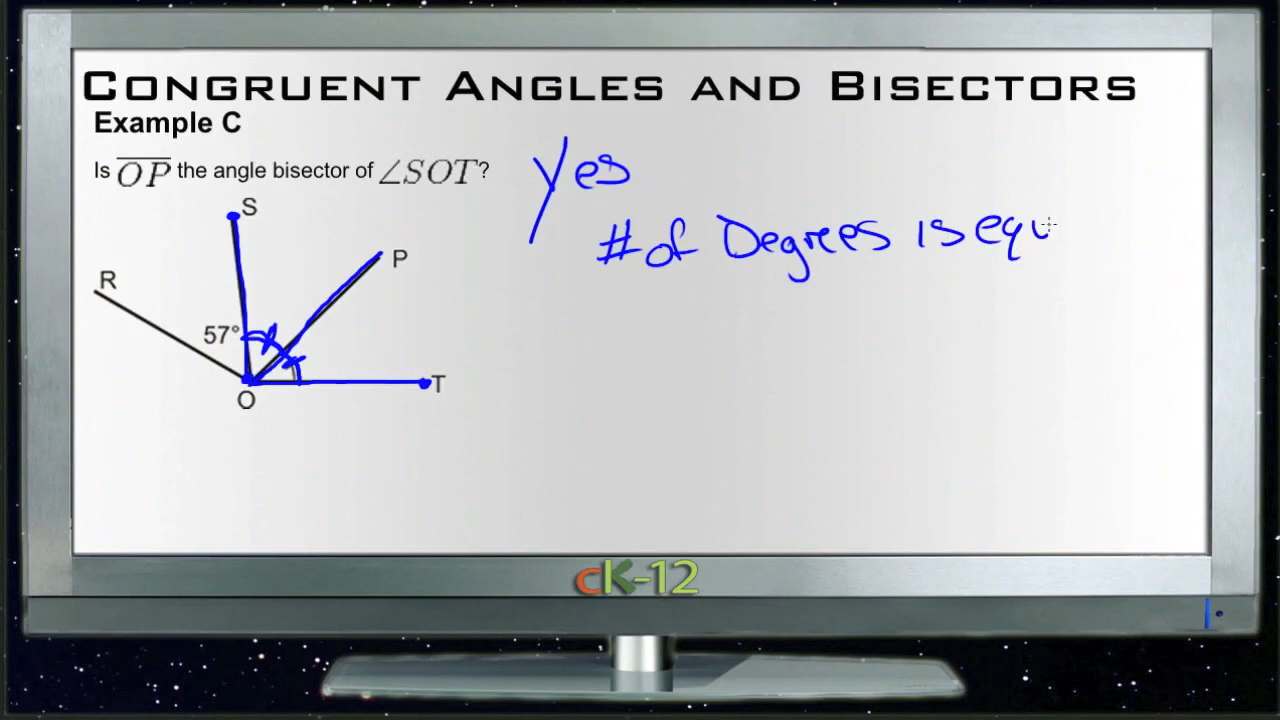 CONGRUENT ANGLES AND BISECTORS
Example C
Is OP the angle bisector of ∠SOT?
Yes
# of Degrees is equ
S
P
R
57°
T
O
cK-12